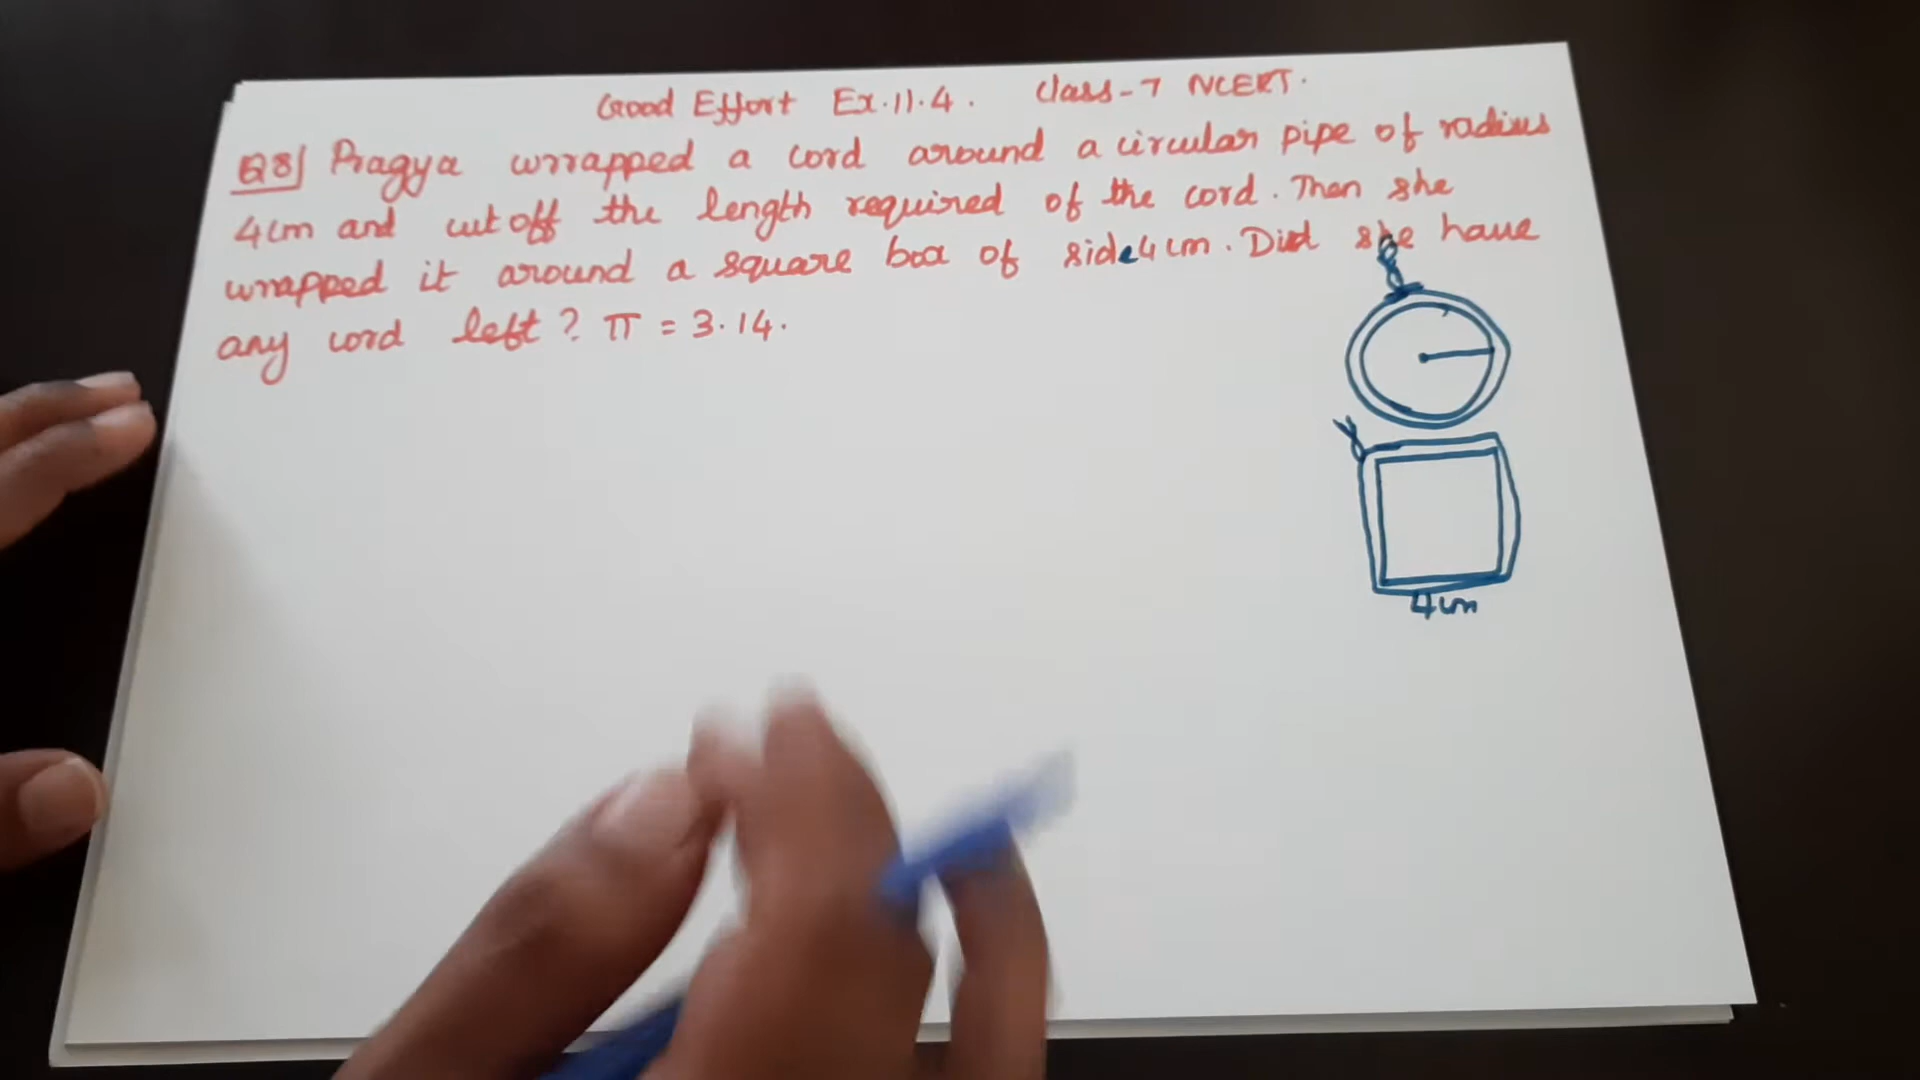 Good Effort Ex.11.4. Class-7 NCERT.
Q8 Pragya wrapped a cord around a circular pipe of radius
4cm and cut off the length required of the cord. Then she
wrapped it around a square box of side 4cm. Did she have
any cord left? π = 3.14.
4cm